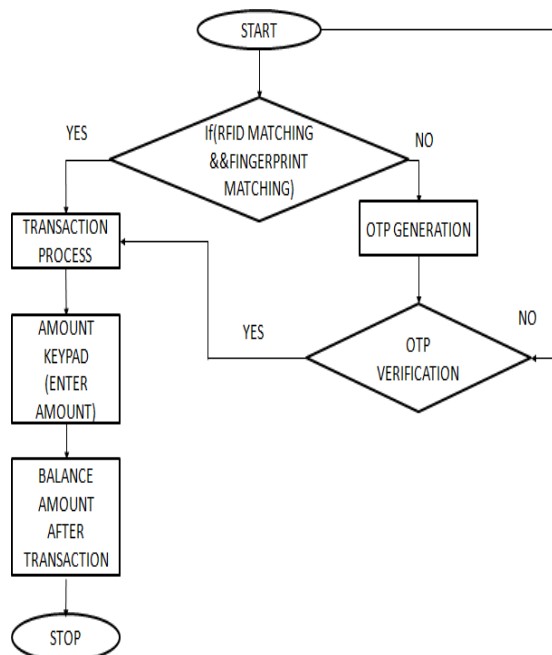 START
If(RFID MATCHING
&&FINGERPRINT
MATCHING)
YES
NO
TRANSACTION
PROCESS
OTP GENERATION
AMOUNT
KEYPAD
(ENTER
AMOUNT)
YES
OTP
VERIFICATION
NO
BALANCE
AMOUNT
AFTER
TRANSACTION
STOP